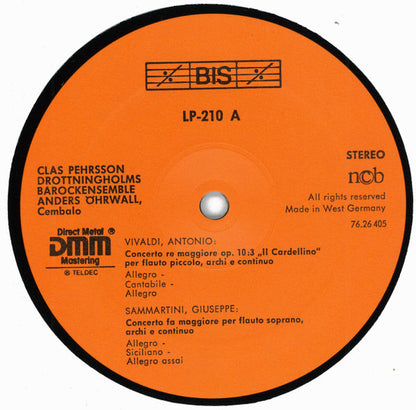 BIS
LP-210 A
CLAS PEHRSSON
DROTTNINGHOLMS
BAROCKENSEMBLE
ANDERS ÖHRWALL,
Cembalo
STEREO
ncb
All rights reserved
Made in West Germany
76.26 405
Direct Metal ®
DMM
Mastering
® TELDEC
VIVALDI, ANTONIO:
Concerto re maggiore op. 10:3 „Il Cardellino”
per flauto piccolo, archi e continuo
Allegro -
Cantabile -
Allegro
SAMMARTINI, GIUSEPPE:
Concerto fa maggiore per flauto soprano,
archi e continuo
Allegro -
Siciliano -
Allegro assai